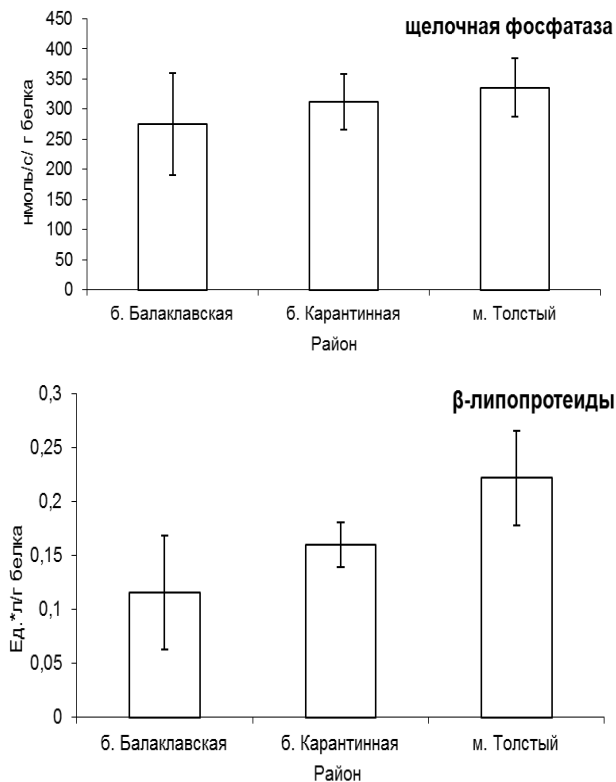 щелочная фосфатаза
нмоль/с/ г белка
450
400
350
300
250
200
150
100
50
0
б. Балаклавская б. Карантинная м. Толстый
Район
β-липопротеиды
Ед.*л/г белка
0,3
0,25
0,2
0,15
0,1
0,05
0
б. Балаклавская б. Карантинная м. Толстый
Район